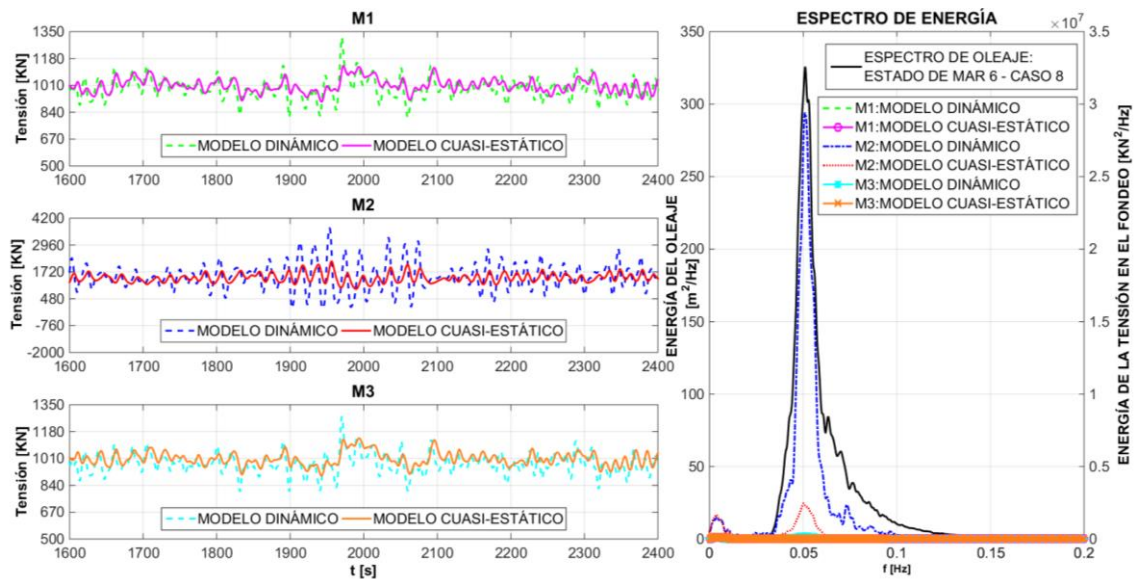 M1
1350
1180
1010
840
670
500
Tensión [KN]
MODELO DINÁMICO MODELO CUASI-ESTÁTICO
1600 1700 1800 1900 2000 2100 2200 2300 2400
M2
4200
2960
1720
480
-760
-2000
Tensión [KN]
MODELO DINÁMICO MODELO CUASI-ESTÁTICO
1600 1700 1800 1900 2000 2100 2200 2300 2400
M3
1350
1180
1010
840
670
500
Tensión [KN]
MODELO DINÁMICO MODELO CUASI-ESTÁTICO
1600 1700 1800 1900 2000 2100 2200 2300 2400
t [s]
ESPECTRO DE ENERGÍA
×10⁷
350
300
250
200
150
100
50
0
ENERGÍA DEL OLEAJE
[m²/Hz]
ESPECTRO DE OLEAJE:
ESTADO DE MAR 6 - CASO 8
M1:MODELO DINÁMICO
M1:MODELO CUASI-ESTÁTICO
M2:MODELO DINÁMICO
M2:MODELO CUASI-ESTÁTICO
M3:MODELO DINÁMICO
M3:MODELO CUASI-ESTÁTICO
3.5
3
2.5
2
1.5
1
0.5
0
ENERGÍA DE LA TENSIÓN EN EL FONDEO [KN²/Hz]
0 0.05 0.1 0.15 0.2
f [Hz]